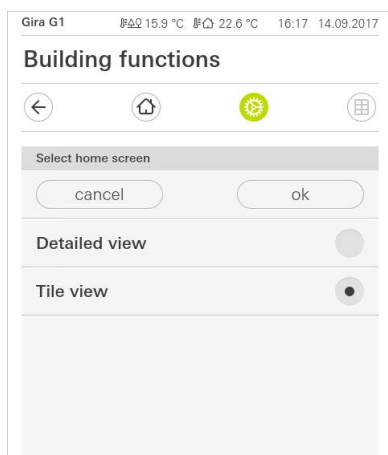 Gira G1 15.9 °C 22.6 °C 16:17 14.09.2017
Building functions
Select home screen
cancel ok
Detailed view
Tile view